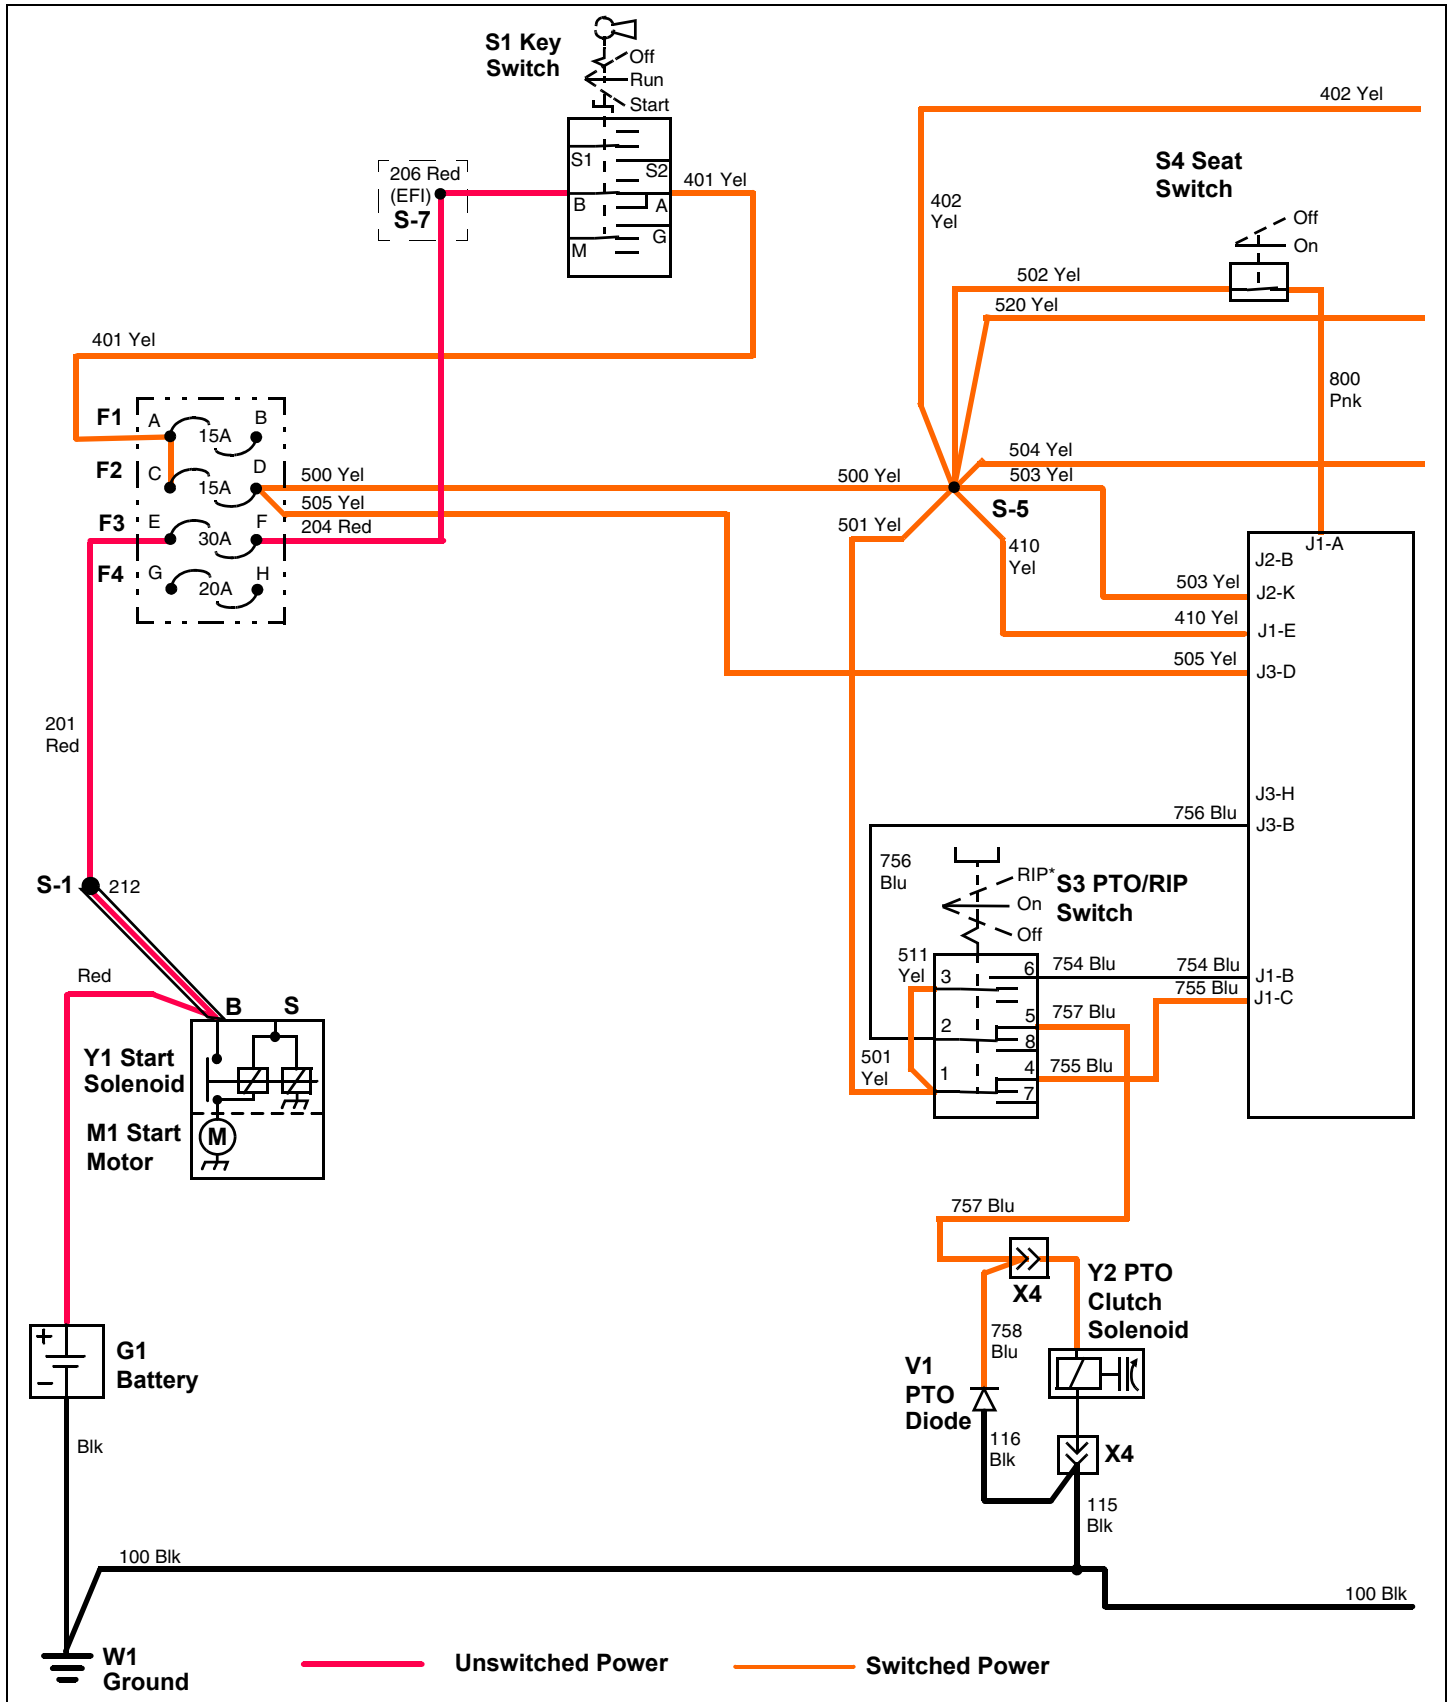 S1 Key
Switch
Off
Run
Start
402 Yel
206 Red
(EFI)
S-7
S1
S2
B
A
M
G
401 Yel
402
Yel
S4 Seat
Switch
Off
On
502 Yel
520 Yel
401 Yel
800
Pnk
F1
A
15A
B
F2
C
15A
D
500 Yel
500 Yel
504 Yel
503 Yel
505 Yel
S-5
F3
E
30A
F
204 Red
501 Yel
410
Yel
F4
G
20A
H
J1-A
J2-B
503 Yel
J2-K
410 Yel
J1-E
505 Yel
J3-D
201
Red
J3-H
756 Blu
J3-B
756
Blu
RIP*
On
Off
S3 PTO/RIP
Switch
S-1
212
511
Yel
3
6
754 Blu
754 Blu
J1-B
755 Blu
J1-C
Red
B
S
2
5
757 Blu
8
Y1 Start
Solenoid
501
Yel
1
4
755 Blu
7
M1 Start
Motor
M
757 Blu
X4
Y2 PTO
Clutch
Solenoid
758
Blu
G1
Battery
+
−
V1
PTO
Diode
116
Blk
X4
Blk
115
Blk
100 Blk
100 Blk
W1
Ground
Unswitched Power
Switched Power